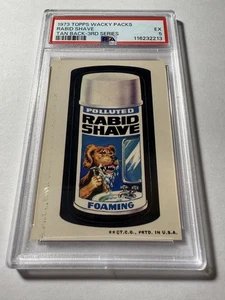 1973 TOPPS WACKY PACKS
RABID SHAVE
TAN BACK-3RD SERIES
EX
5
PSA
116232213
POLLUTED
RABID
SHAVE
FOAMING
T.C.G., PRTD. IN U.S.A.